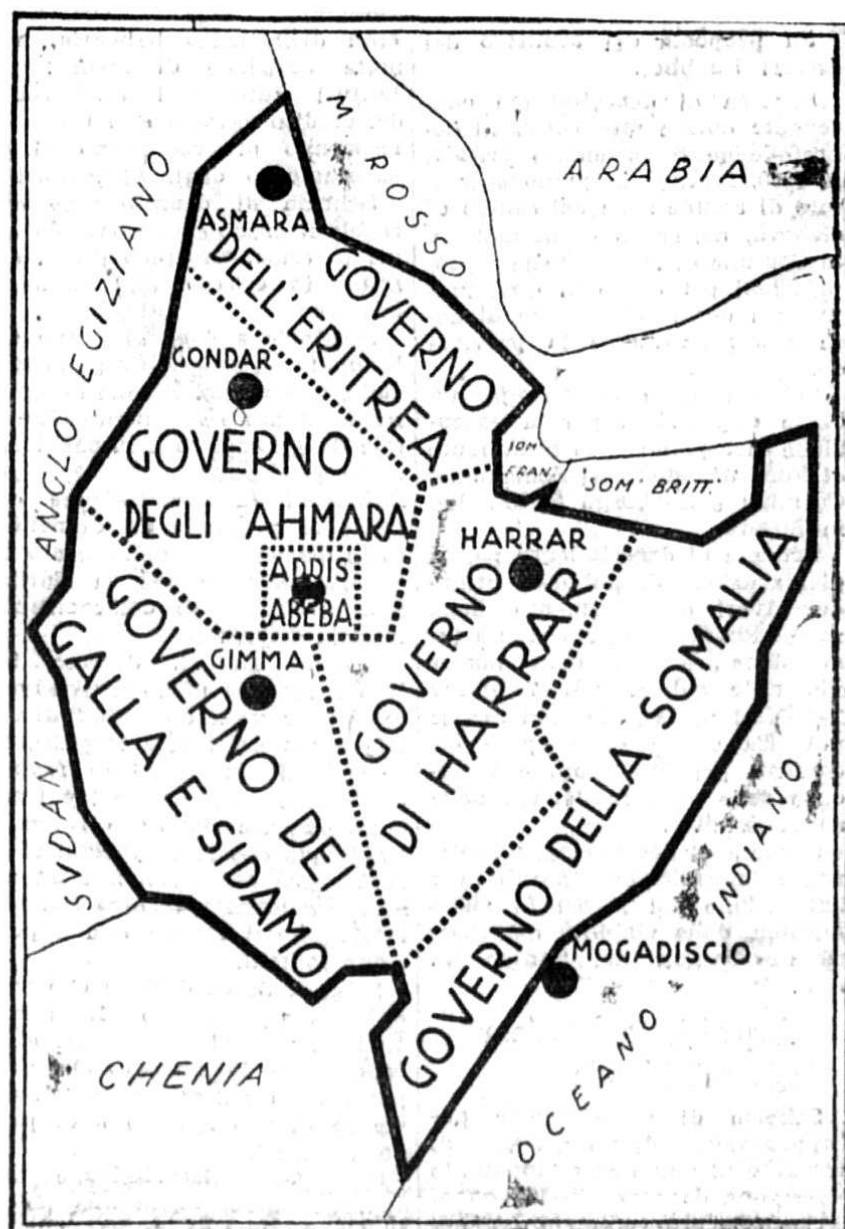 M. ROSSO
ARABIA
ASMARA
GOVERNO
DELL'ERITREA
SVDAN ANGLO-EGIZIANO
GONDAR
GOVERNO
DEGLI AHMARA
SOM.
FRAN.
SOM. BRITT.
HARRAR
ADDIS
ABEBA
GOVERNO
DI HARRAR
GIMMA
GOVERNO DEI
GALLA E SIDAMO
GOVERNO DELLA SOMALIA
MOGADISCIO
OCEANO INDIANO
CHENIA